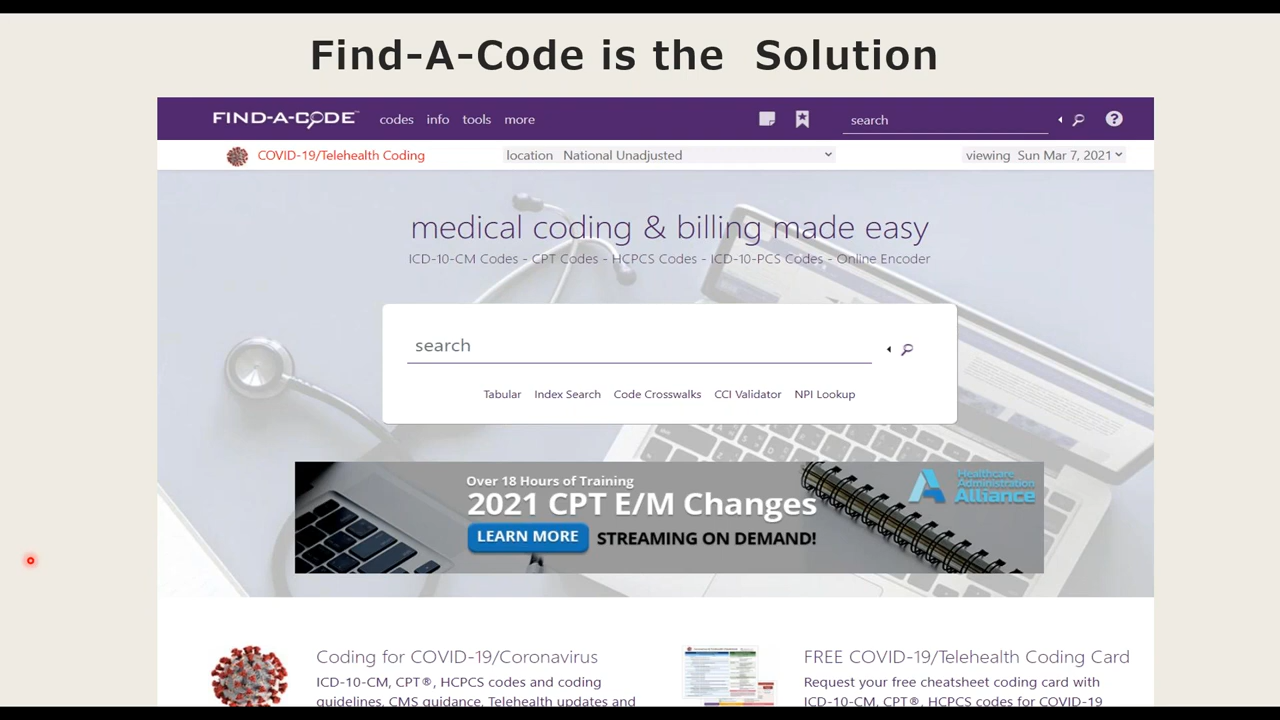 Find-A-Code is the Solution
FIND-A-CODE™ codes info tools more search ?
COVID-19/Telehealth Coding location National Unadjusted viewing Sun Mar 7, 2021
medical coding & billing made easy
ICD-10-CM Codes - CPT Codes - HCPCS Codes - ICD-10-PCS Codes - Online Encoder
search
Tabular Index Search Code Crosswalks CCI Validator NPI Lookup
Over 18 Hours of Training
2021 CPT E/M Changes
LEARN MORE STREAMING ON DEMAND!
Healthcare
Administration
Alliance
Coding for COVID-19/Coronavirus
ICD-10-CM, CPT®, HCPCS codes and coding
guidelines, CMS guidance, Telehealth updates and
FREE COVID-19/Telehealth Coding Card
Request your free cheatsheet coding card with
ICD-10-CM, CPT®, HCPCS codes for COVID-19